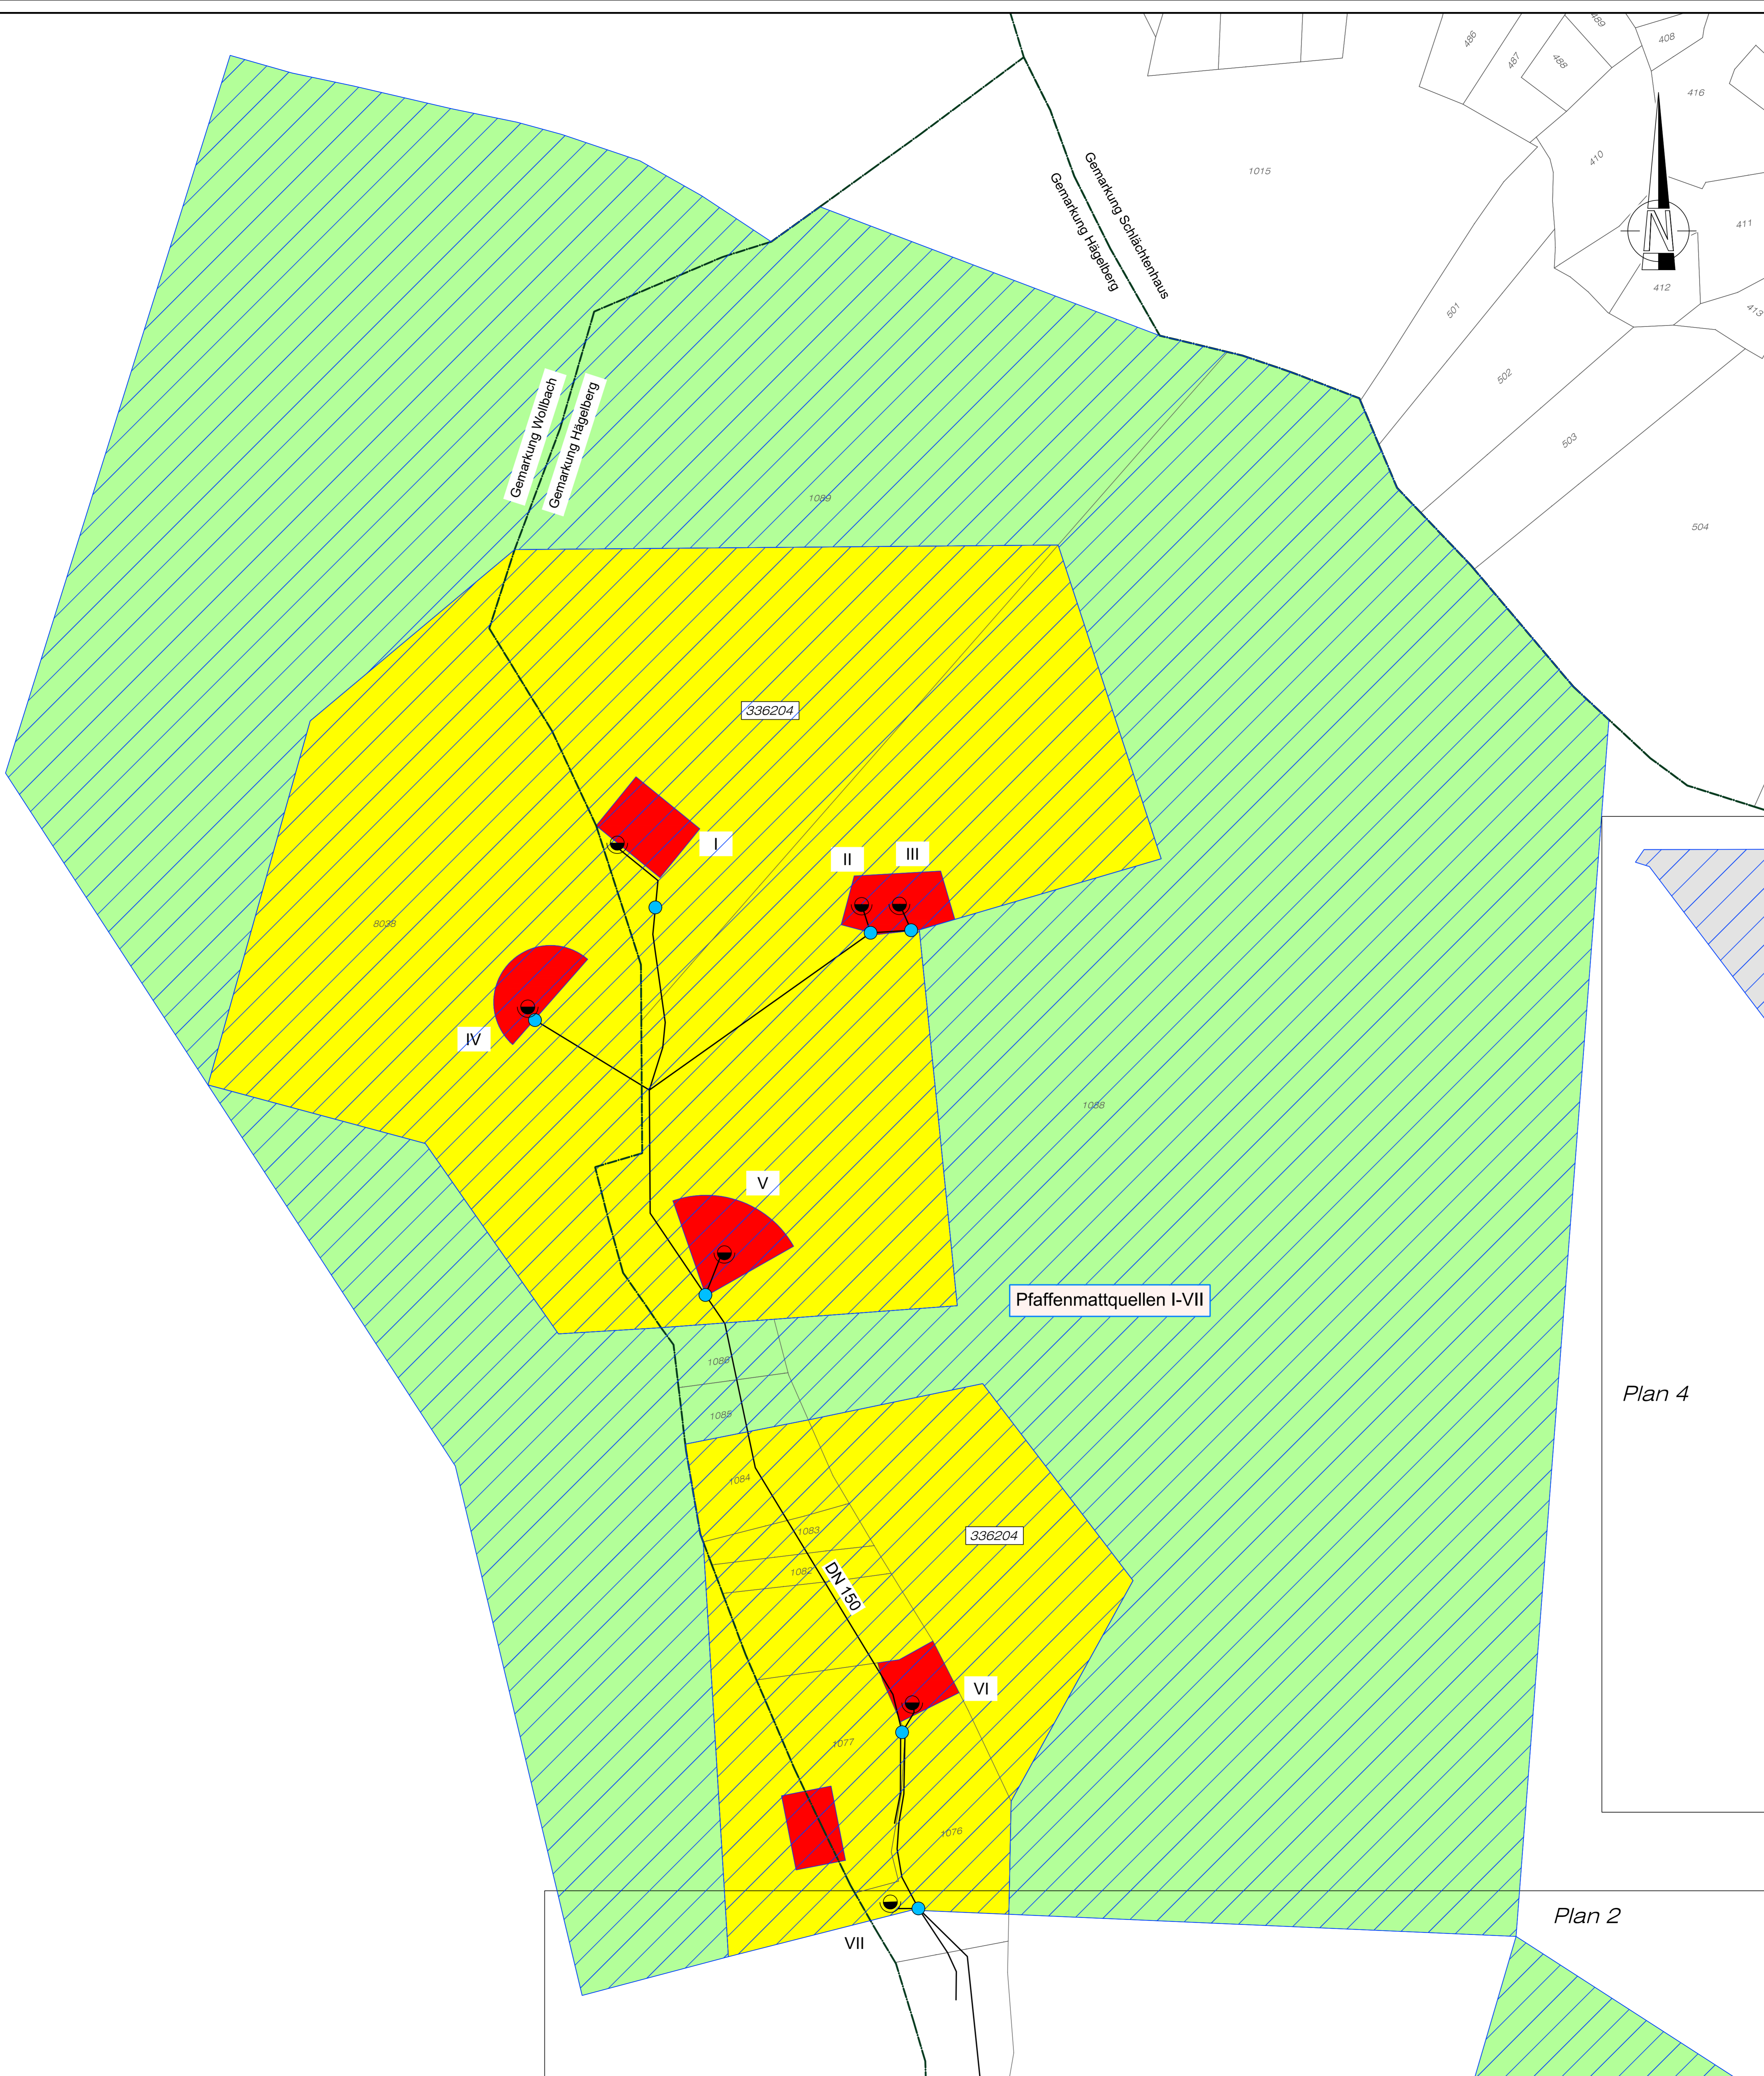 489
408
486
487
488
416
410
1015
Gemarkung Schlächtenhaus
Gemarkung Hägelberg
N
411
412
413
501
502
503
504
Gemarkung Wollbach
Gemarkung Hägelberg
1089
336204
I
II
III
8038
IV
1088
V
Pfaffenmattquellen I-VII
1086
Plan 4
1085
1084
1083
336204
1082
DN 150
VI
1077
1076
Plan 2
VII